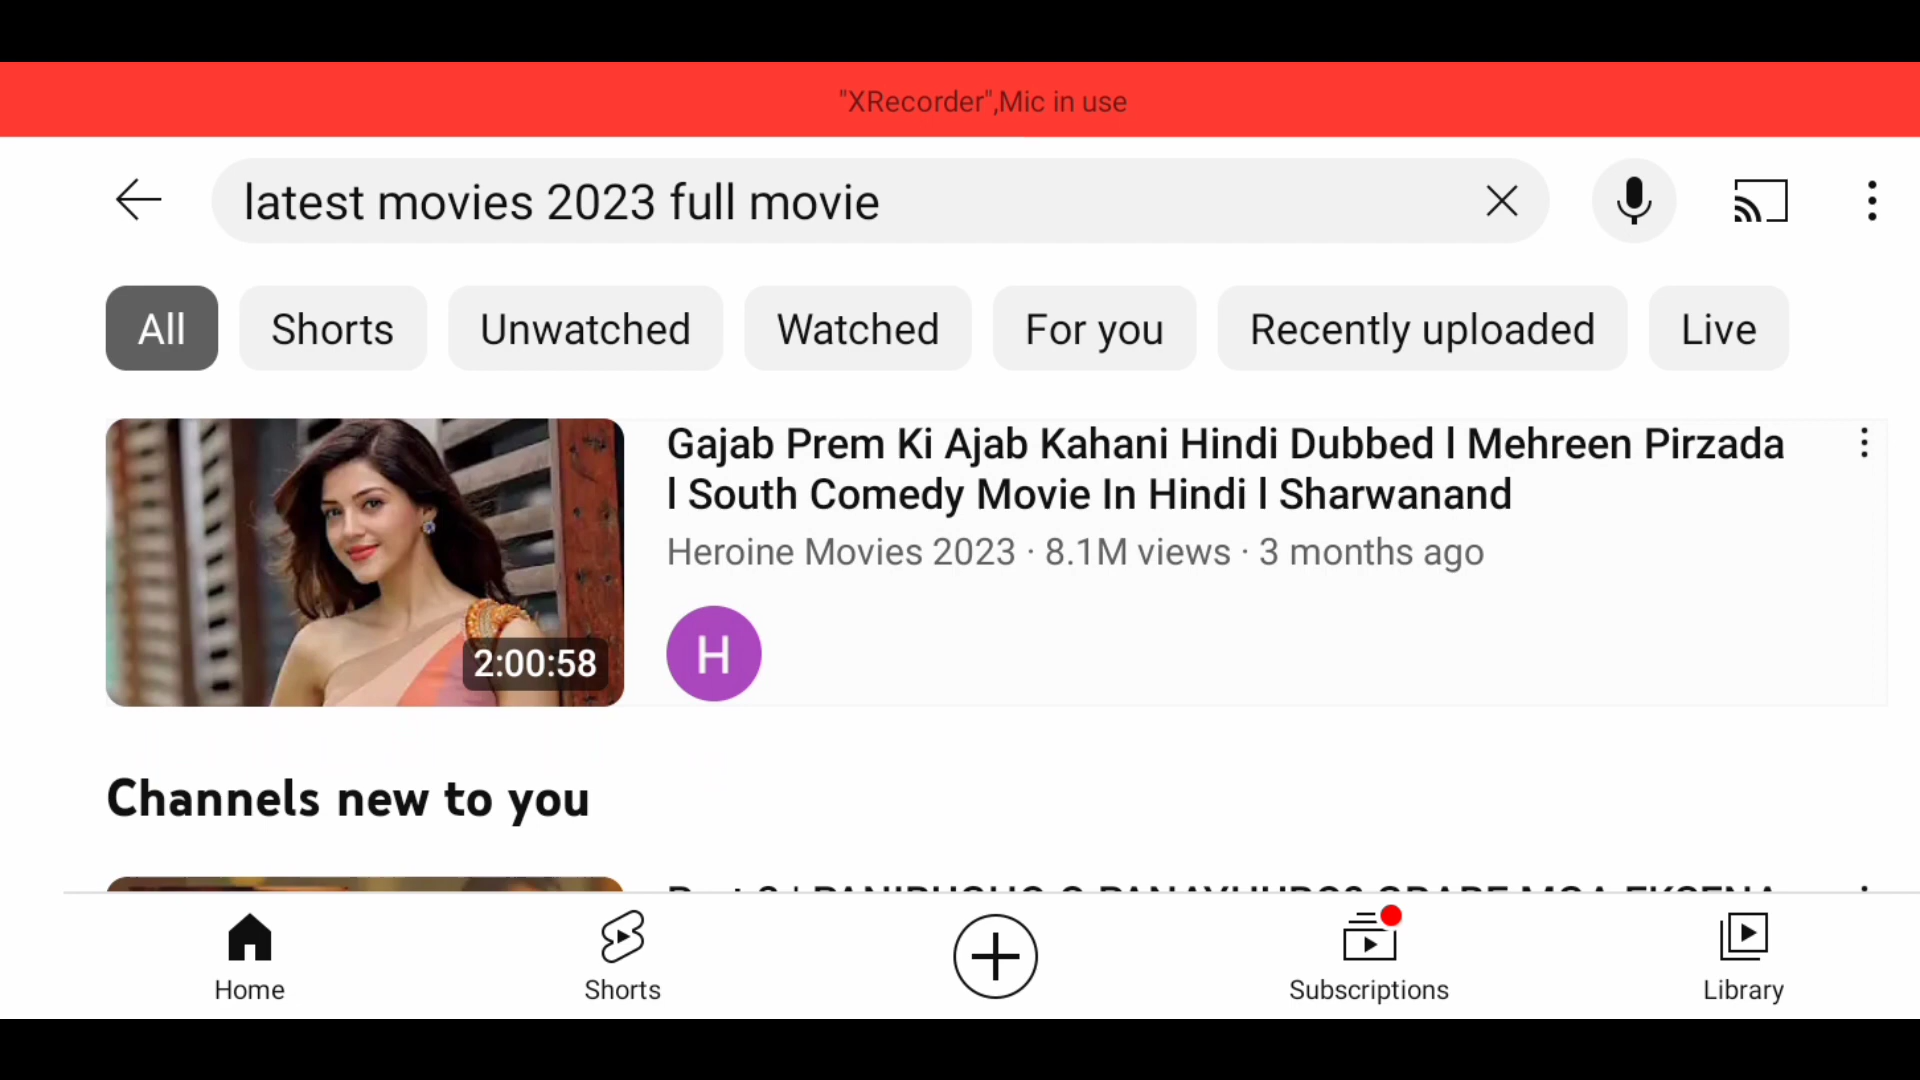 "XRecorder",Mic in use
latest movies 2023 full movie
All
Shorts
Unwatched
Watched
For you
Recently uploaded
Live
Gajab Prem Ki Ajab Kahani Hindi Dubbed l Mehreen Pirzada
l South Comedy Movie In Hindi l Sharwanand
Heroine Movies 2023 · 8.1M views · 3 months ago
2:00:58
H
Channels new to you
Home
Shorts
Subscriptions
Library